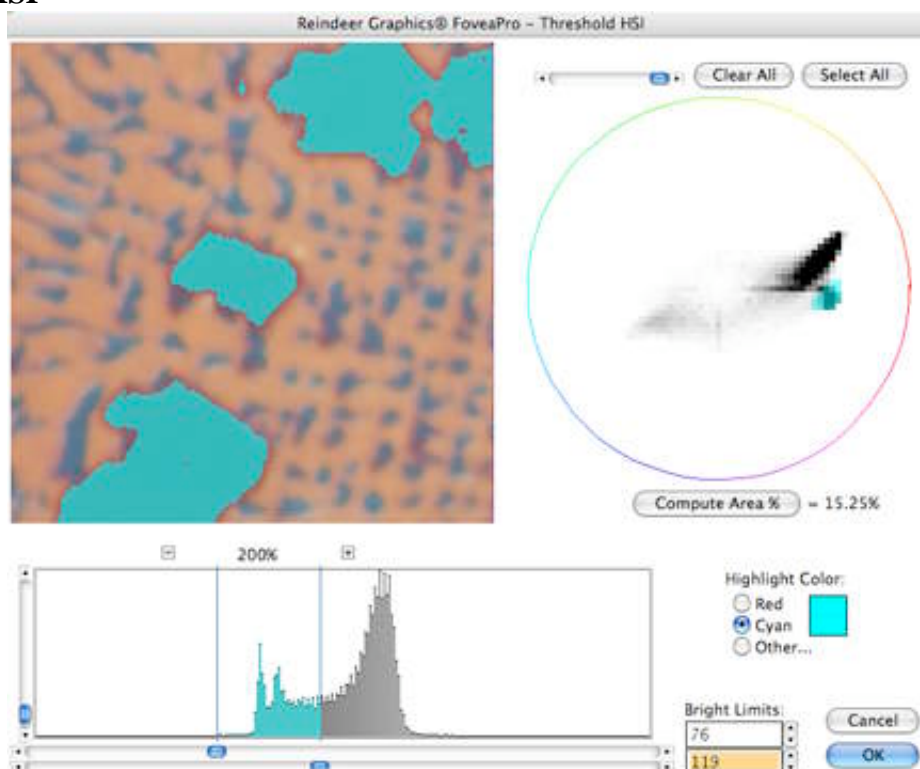 Reindeer Graphics® FoveaPro - Threshold HSI
Clear All Select All
Compute Area % = 15.25%
200%
Highlight Color:
Red
Cyan
Other...
Bright Limits:
76
119
Cancel
OK